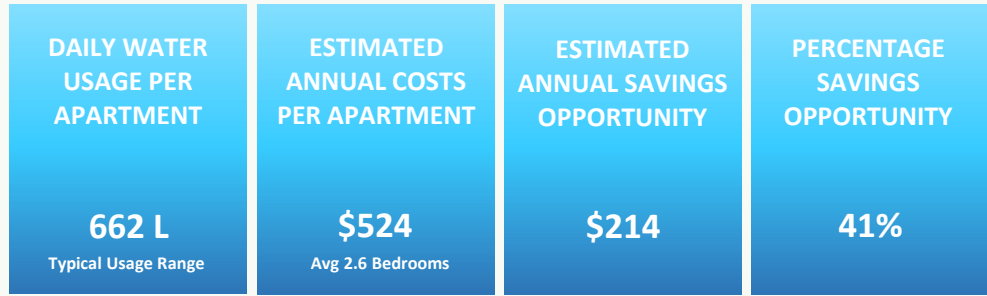 DAILY WATER
USAGE PER
APARTMENT
662 L
Typical Usage Range
ESTIMATED
ANNUAL COSTS
PER APARTMENT
$524
Avg 2.6 Bedrooms
ESTIMATED
ANNUAL SAVINGS
OPPORTUNITY
$214
PERCENTAGE
SAVINGS
OPPORTUNITY
41%